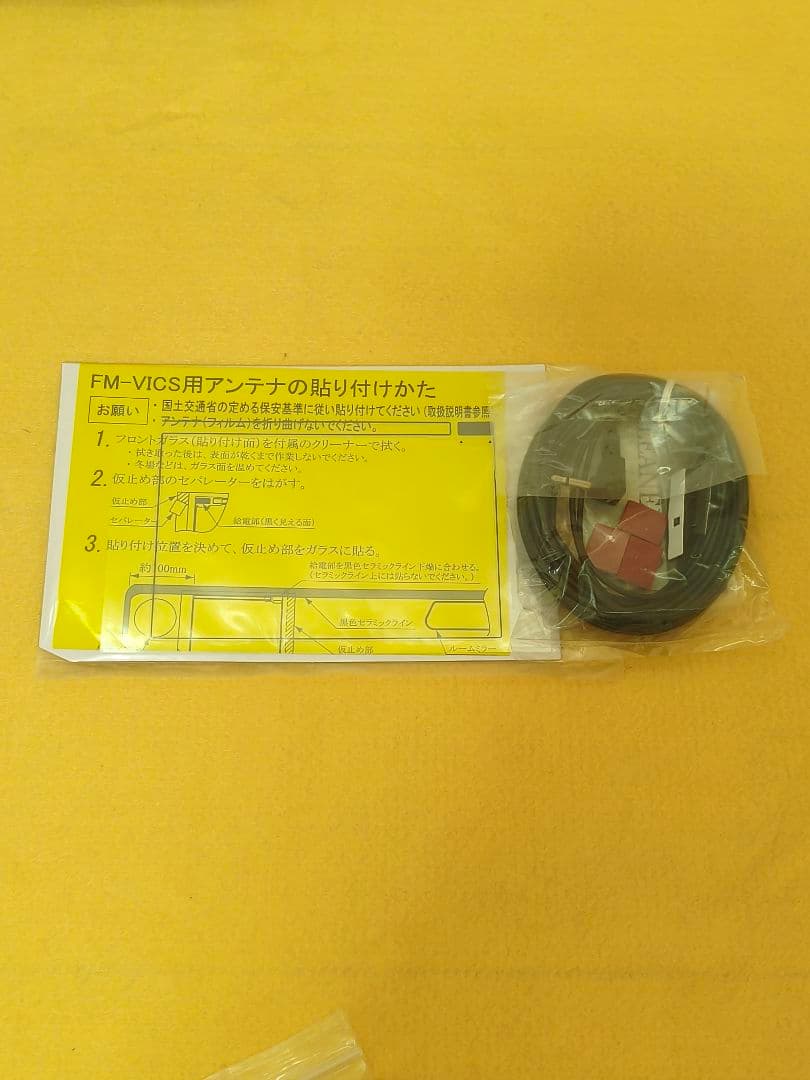 FM-VICS用アンテナの貼り付けかた
お願い
・国土交通省の定める保安基準に従い貼り付けてください(取扱説明書参照
・アンテナ(フィルム)を折り曲げないでください。
1. フロントガラス(貼り付け面)を付属のクリーナーで拭く。
・拭き取った後は、表面が乾くまで作業しないでください。
・冬場などは、ガラス面を温めてください。
2. 仮止め部のセパレーターをはがす。
仮止め部
セパレーター
給電部(黒く見える面)
3. 貼り付け位置を決めて、仮止め部をガラスに貼る。
約100mm
給電部を黒色セラミックライン下端に合わせる。
(セラミックライン上には貼らないでください。)
黒色セラミックライン
仮止め部
ルームミラー